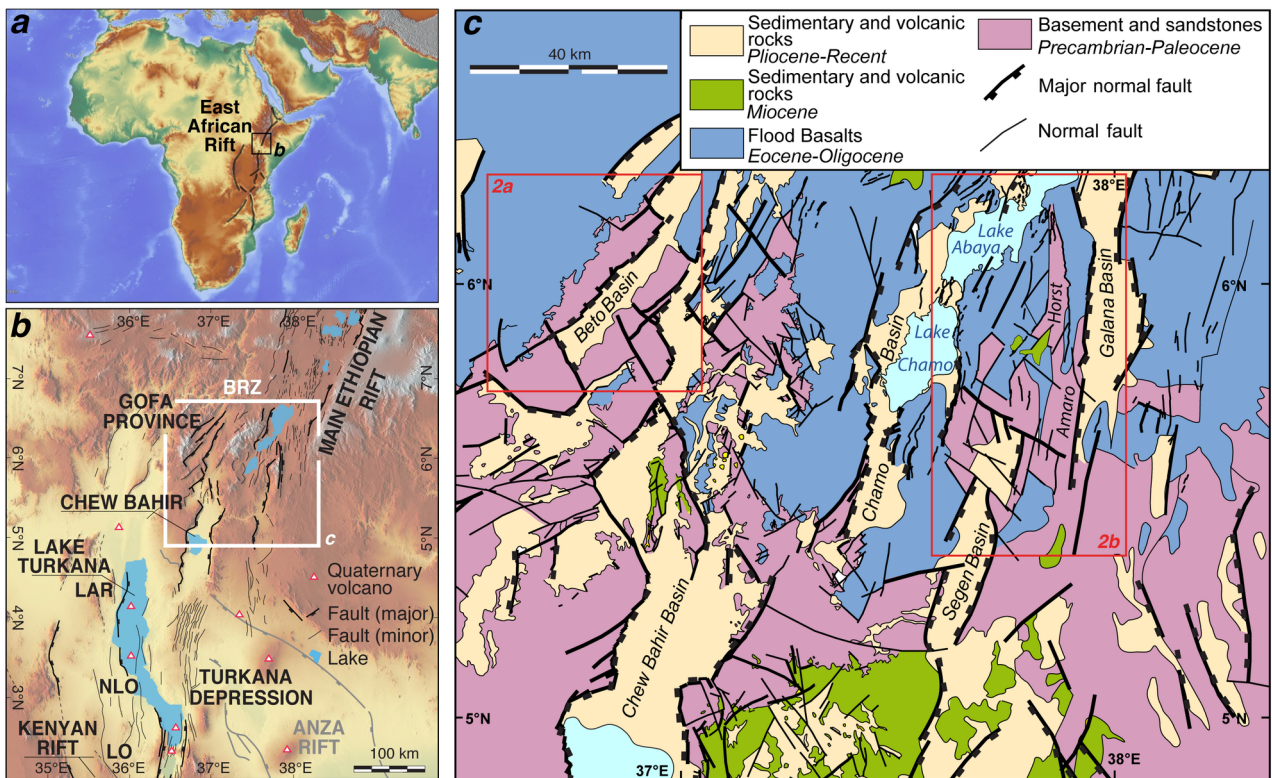 a
East
African
Rift
b
b
36°E
37°E
38°E
7°N
7°N
BRZ
GOFA
PROVINCE
MAIN ETHIOPIAN
RIFT
6°N
6°N
CHEW BAHIR
5°N
5°N
c
LAKE
TURKANA
LAR
Quaternary
volcano
Fault (major)
Fault (minor)
Lake
4°N
4°N
TURKANA
DEPRESSION
NLO
3°N
KENYAN
RIFT
LO
ANZA
RIFT
100 km
35°E
36°E
37°E
38°E
c
40 km
Sedimentary and volcanic
rocks
Pliocene-Recent
Sedimentary and volcanic
rocks
Miocene
Flood Basalts
Eocene-Oligocene
Basement and sandstones
Precambrian-Paleocene
Major normal fault
Normal fault
2a
38°E
Lake
Abaya
6°N
6°N
Beto Basin
Basin
Lake
Chamo
Horst
Galana Basin
Amaro
Chamo
2b
Segen Basin
Chew Bahir Basin
5°N
5°N
37°E
38°E